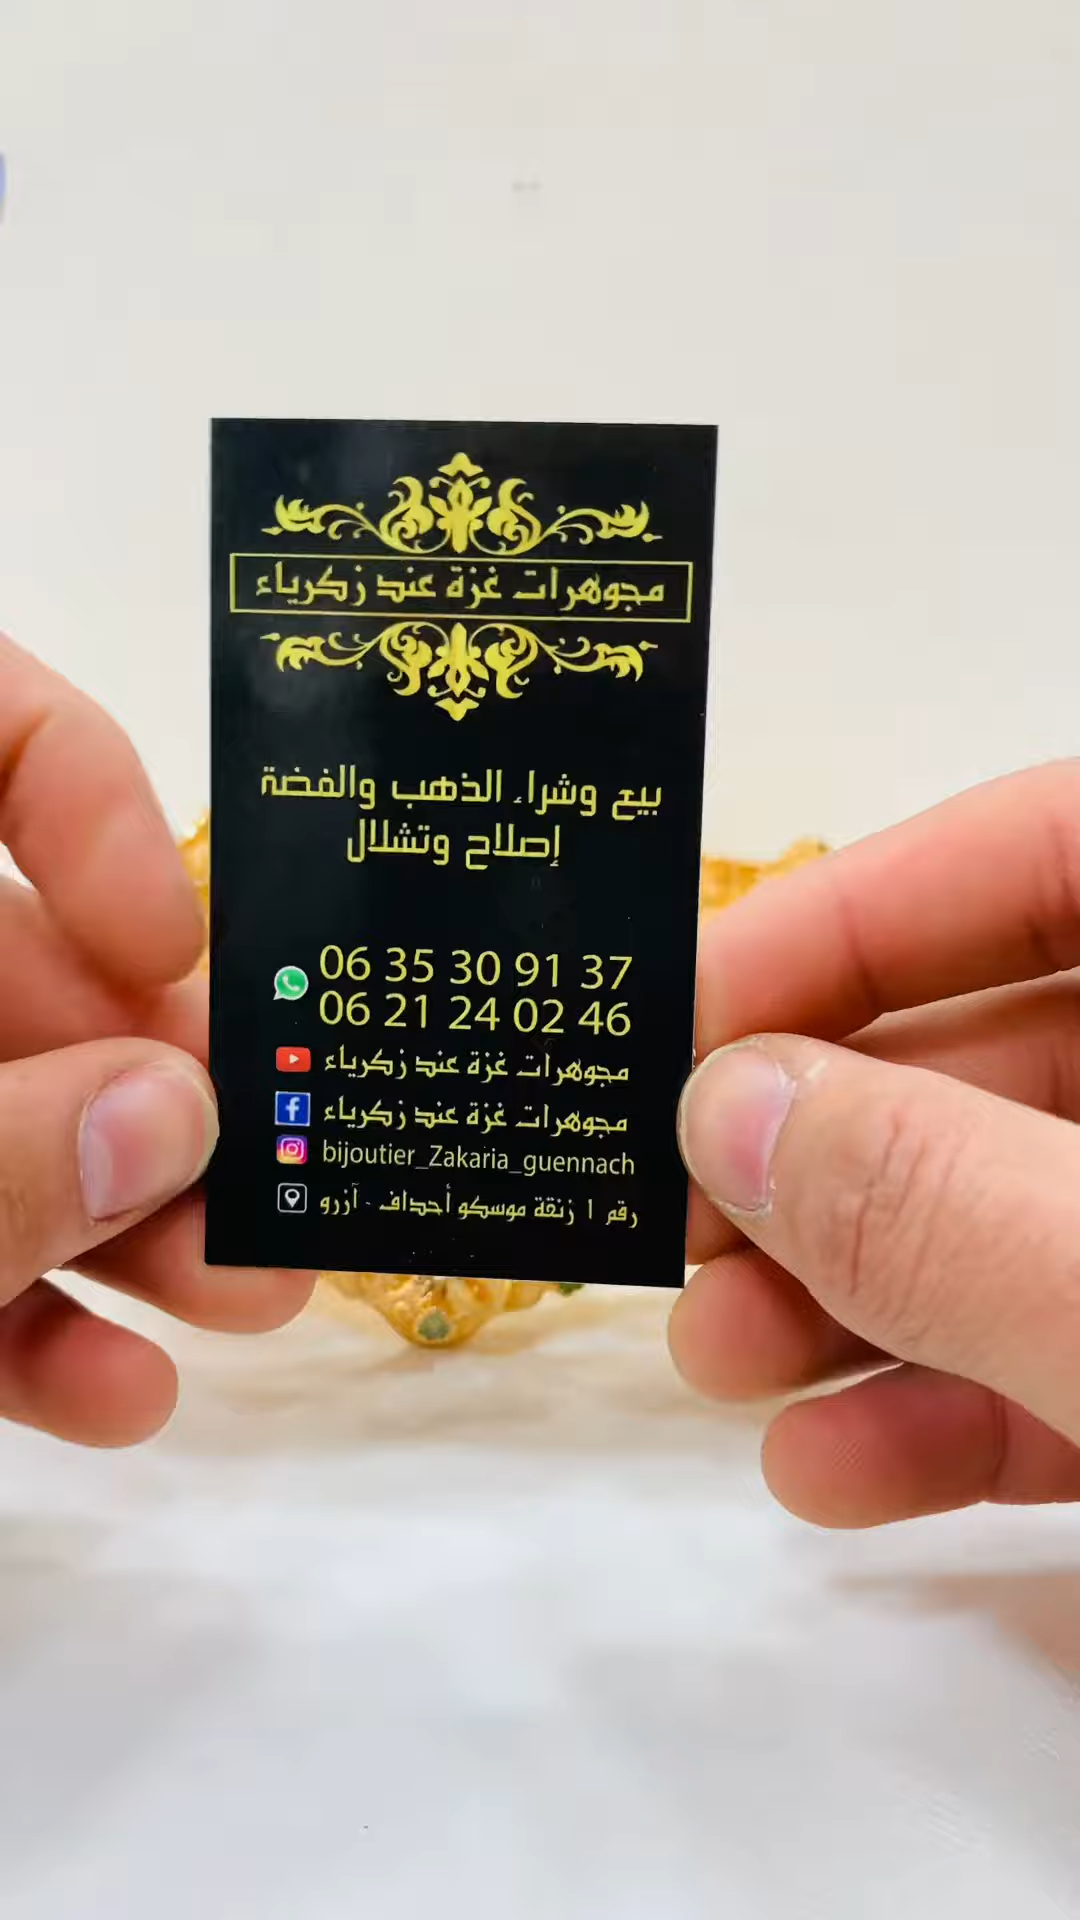 مجوهرات غزة عند زكرياء
بيع وشراء الذهب والفضة
إصلاح وتشلال
06 35 30 91 37
06 21 24 02 46
مجوهرات غزة عند زكرياء
مجوهرات غزة عند زكرياء
bijoutier_Zakaria_guennach
رقم 1 زنقة موسكو أحداف - آزرو